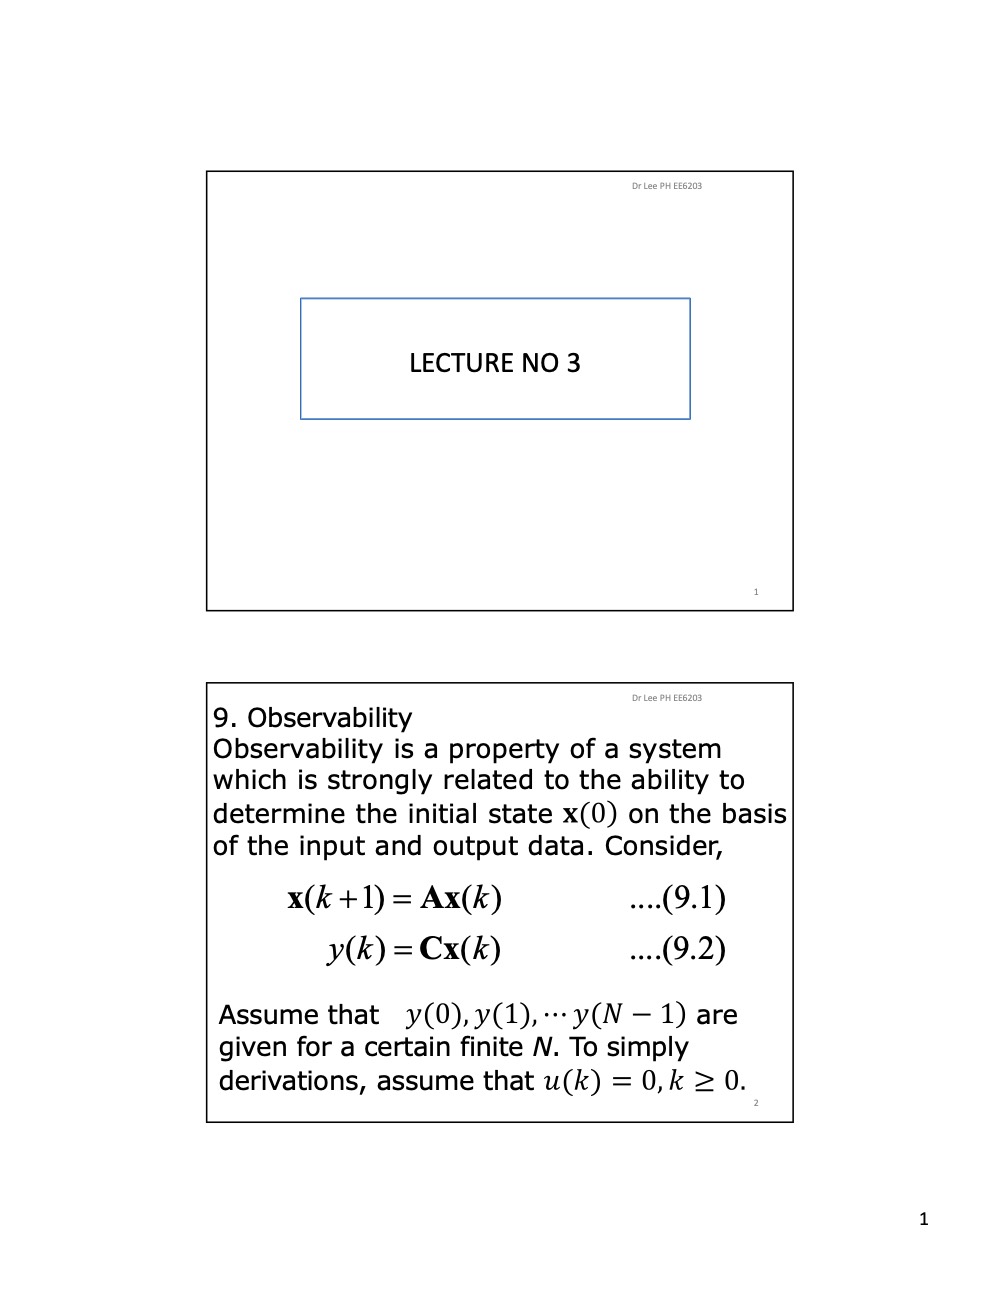 Dr Lee PH EE6203
LECTURE NO 3
1
Dr Lee PH EE6203
9. Observability
Observability is a property of a system
which is strongly related to the ability to
determine the initial state x(0) on the basis
of the input and output data. Consider,
x(k+1) = Ax(k) ....(9.1)
y(k) = Cx(k) ....(9.2)
Assume that y(0), y(1), ⋯ y(N − 1) are
given for a certain finite N. To simply
derivations, assume that u(k) = 0, k ≥ 0.
2
1